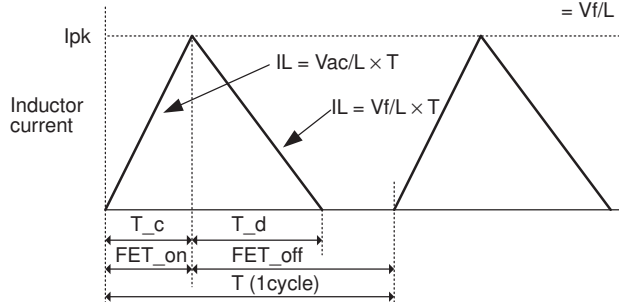 = Vf/L
Ipk
IL = Vac/L × T
Inductor
current
IL = Vf/L × T
T_c
T_d
FET_on
FET_off
T (1cycle)